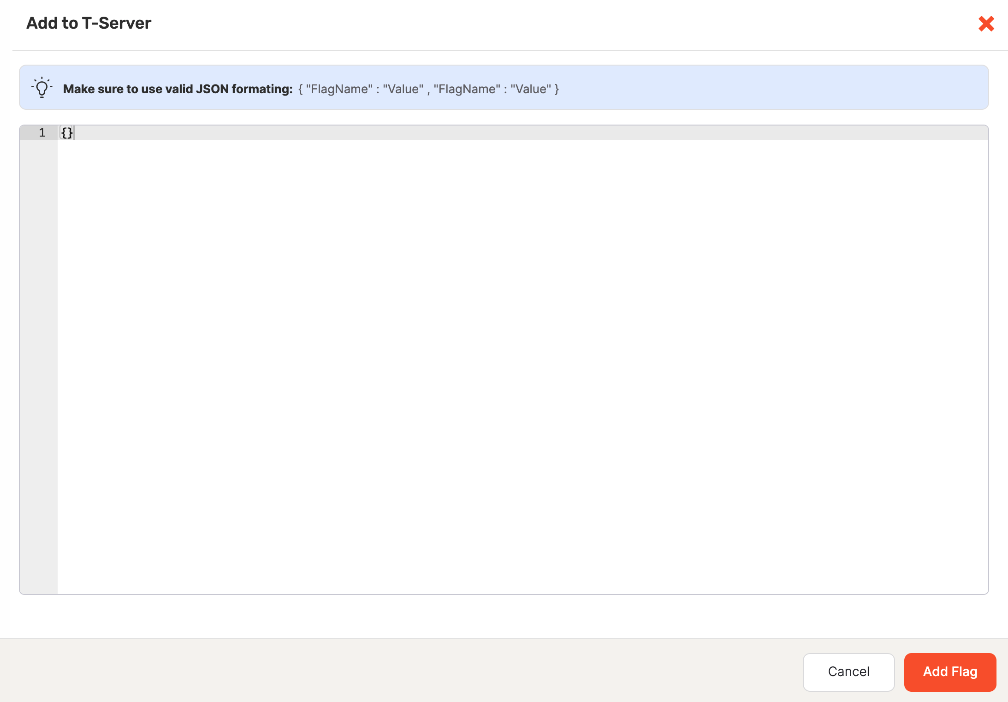 Add to T-Server
Make sure to use valid JSON formating: { "FlagName" : "Value" , "FlagName" : "Value" }
1 {}
Cancel Add Flag